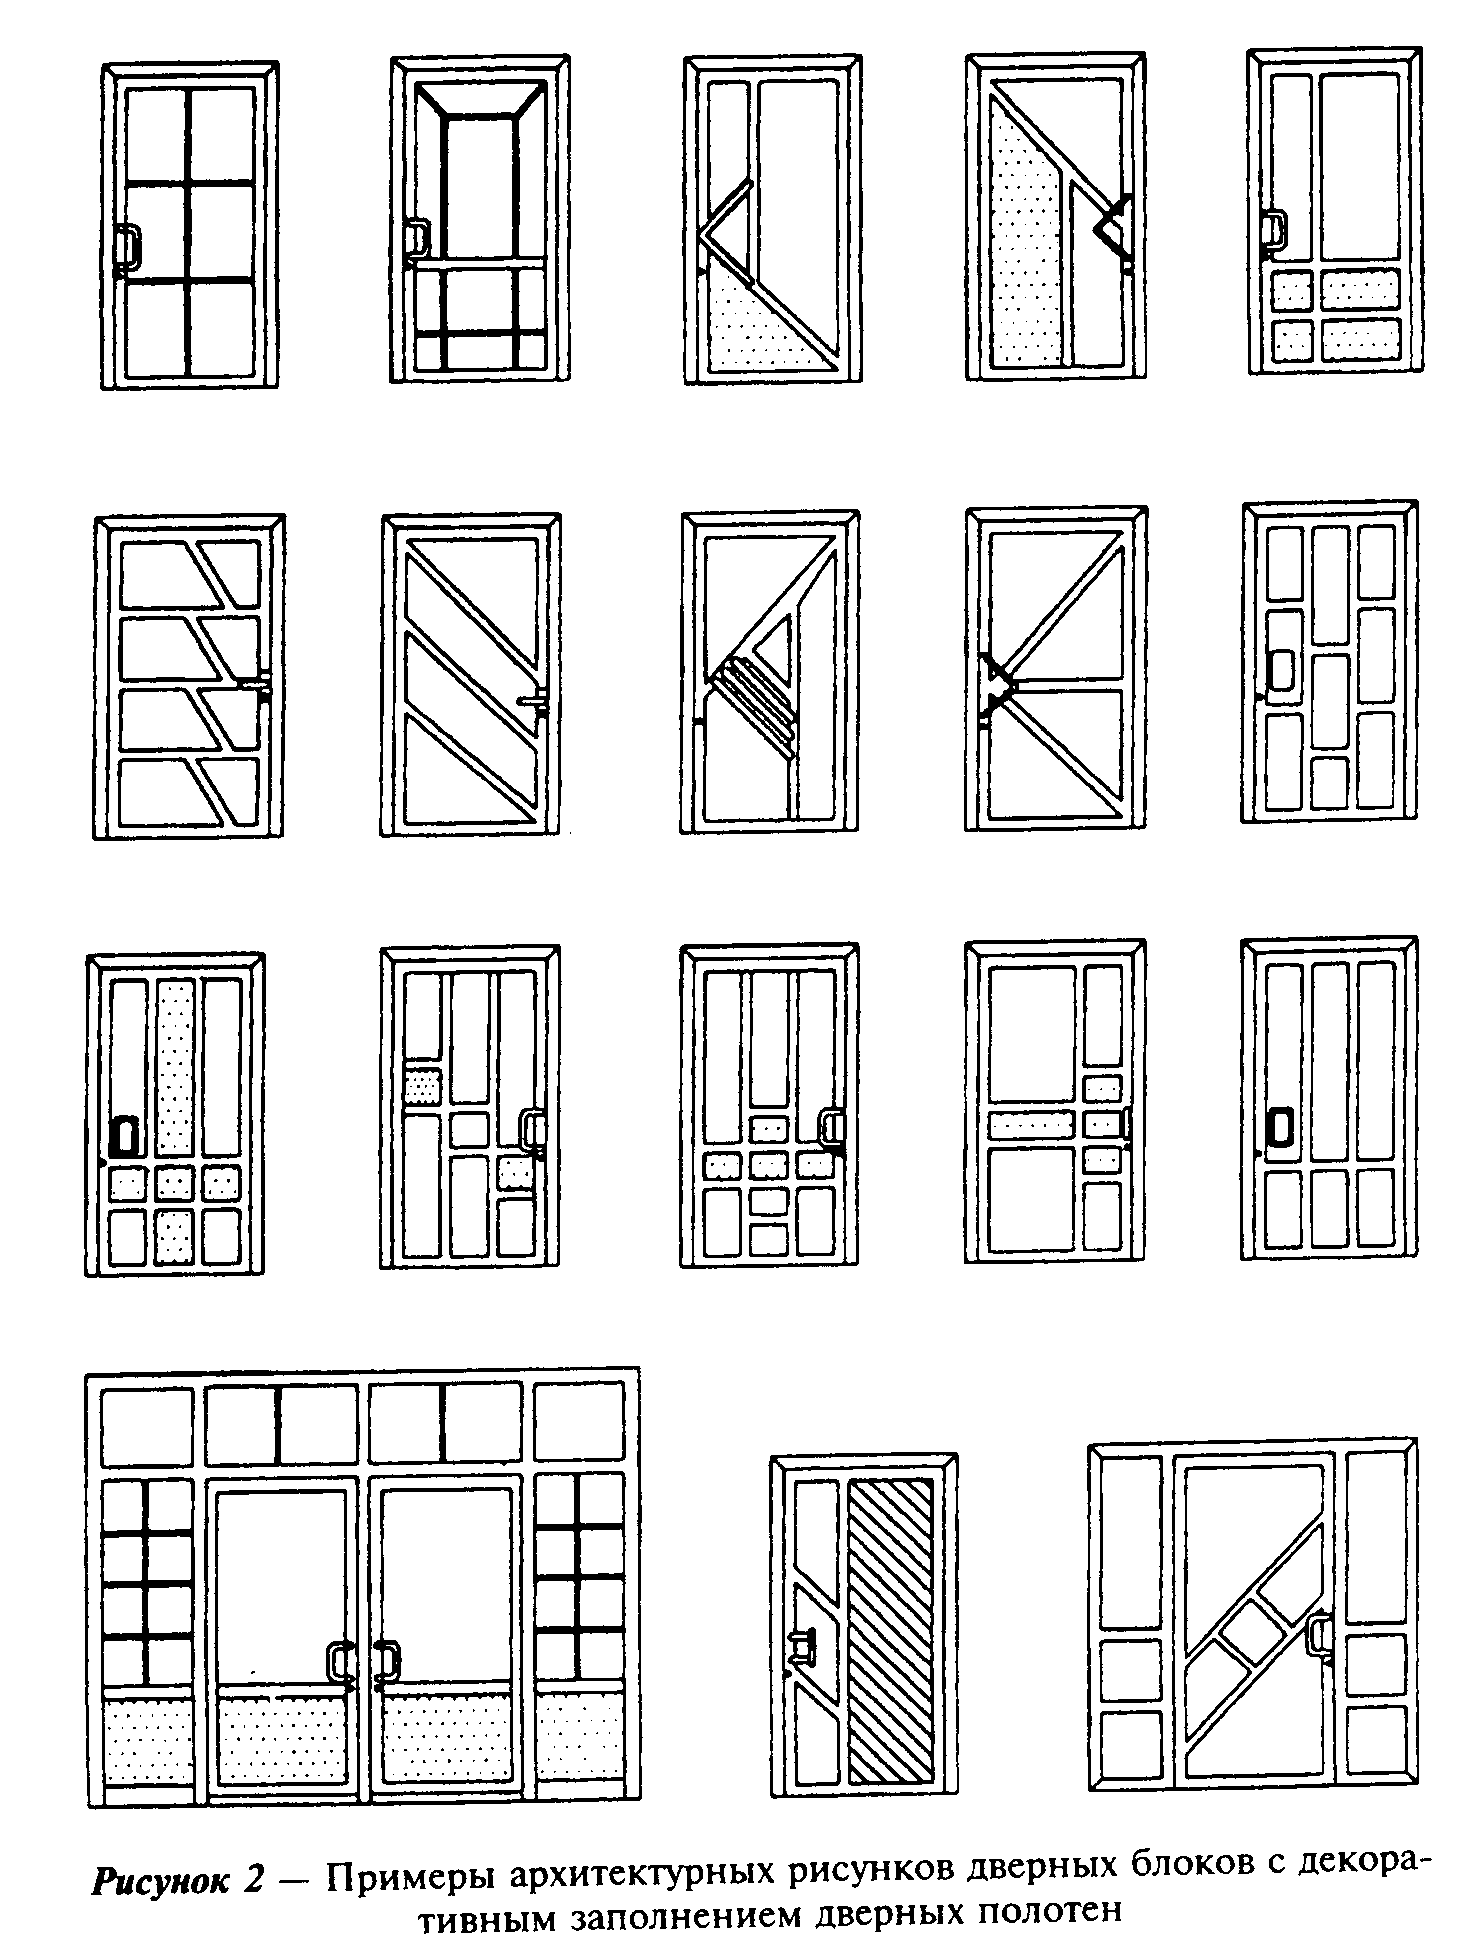 Рисунок 2 — Примеры архитектурных рисунков дверных блоков с декора-
тивным заполнением дверных полотен